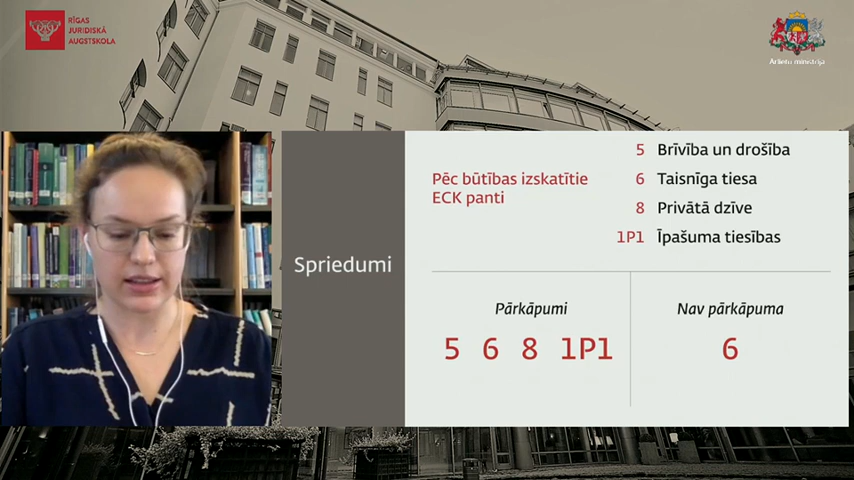 RĪGAS
JURIDISKĀ
AUGSTSKOLA
Ārlietu ministrija
Spriedumi
Pēc būtības izskatītie
ECK panti
5 Brīvība un drošība
6 Taisnīga tiesa
8 Privātā dzīve
1P1 Īpašuma tiesības
Pārkāpumi
5 6 8 1P1
Nav pārkāpuma
6